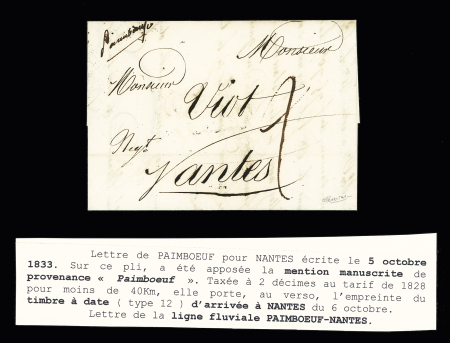 Paimboeuf
Monsieur
Monsieur
Viot
Negt
Nantes
2
Lettre de PAIMBOEUF pour NANTES écrite le 5 octobre
1833. Sur ce pli, a été apposée la mention manuscrite de
provenance « Paimboeuf ». Taxée à 2 décimes au tarif de 1828
pour moins de 40Km, elle porte, au verso, l'empreinte du
timbre à date ( type 12 ) d'arrivée à NANTES du 6 octobre.
Lettre de la ligne fluviale PAIMBOEUF-NANTES.